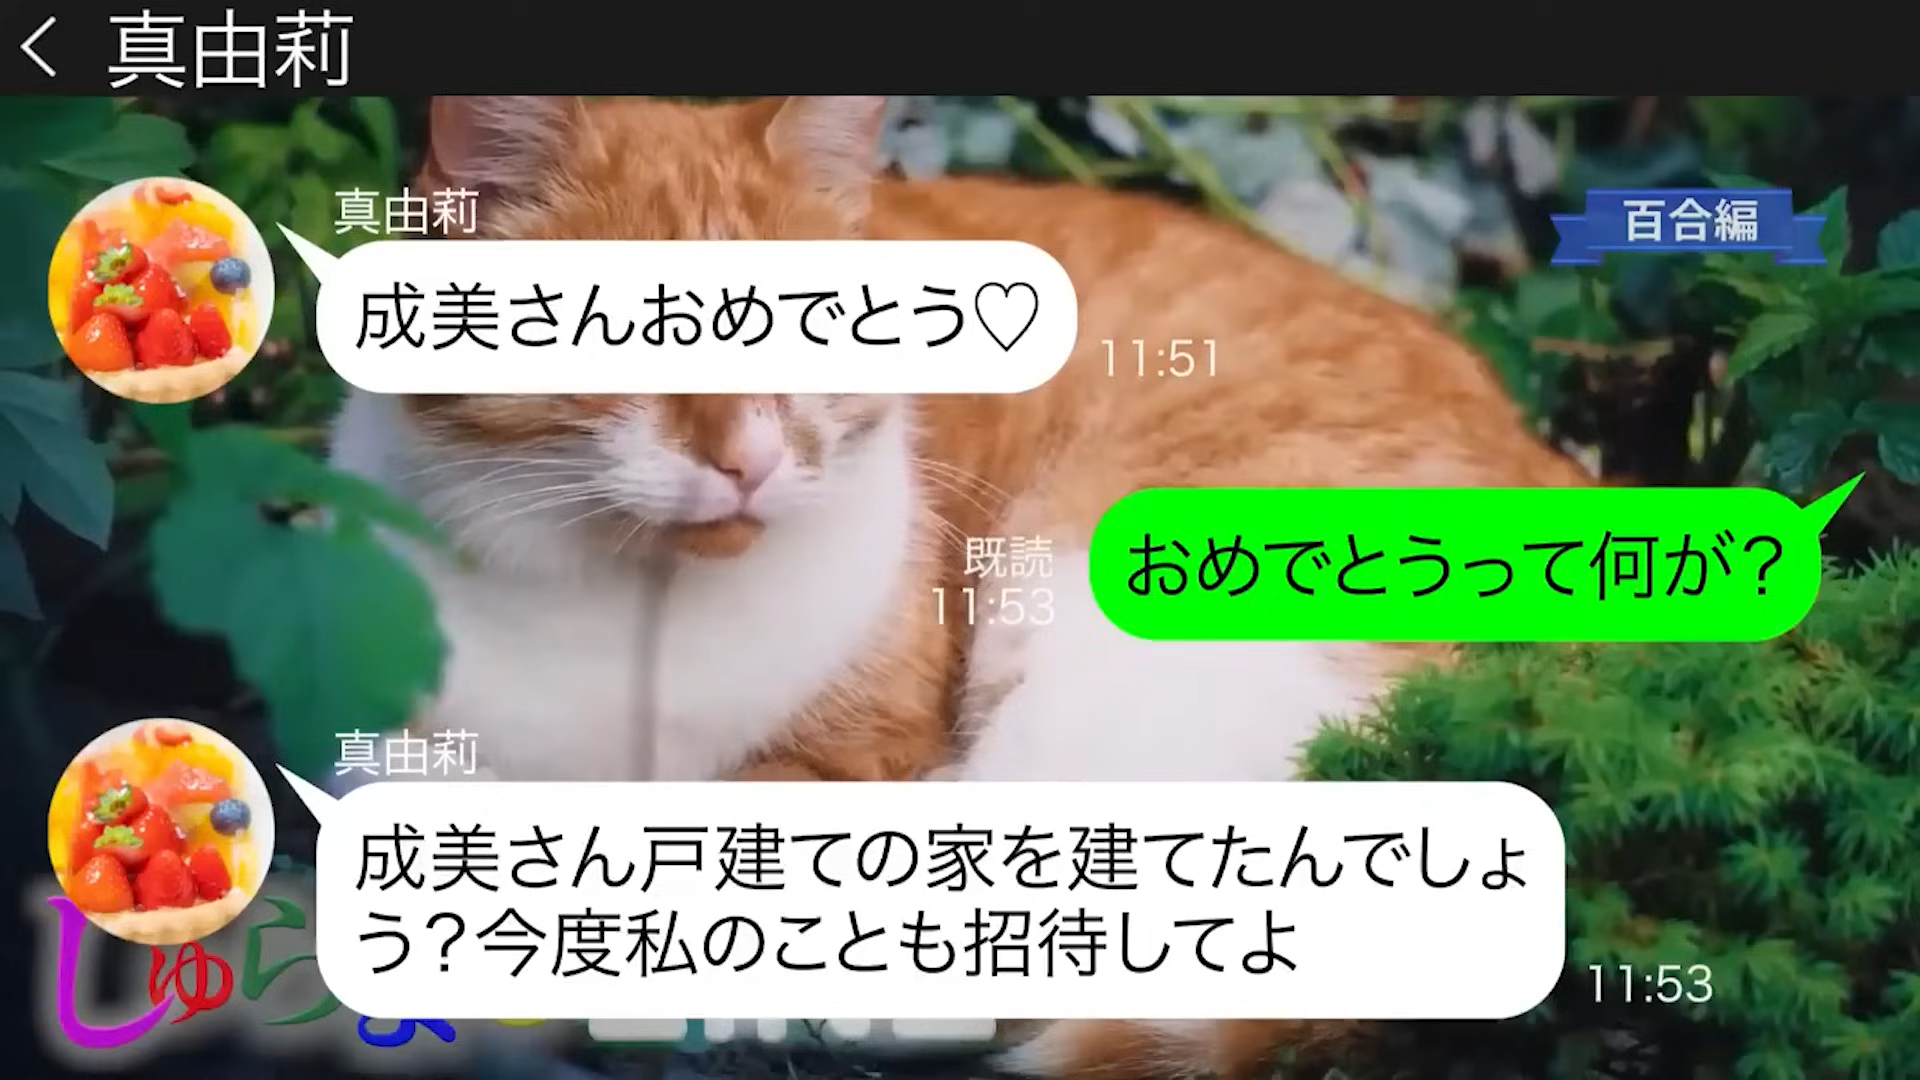 真由莉
真由莉
百合編
成美さんおめでとう♡
11:51
既読
11:53
おめでとうって何が?
真由莉
成美さん戸建ての家を建てたんでしょ
う?今度私のことも招待してよ
11:53
しゅら